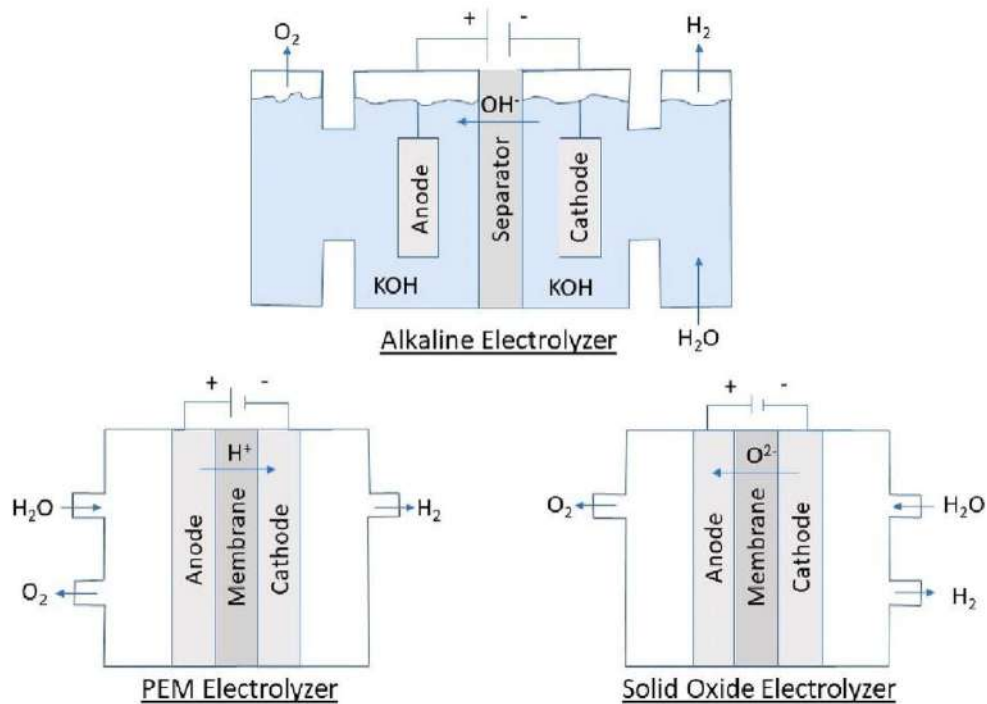 O₂
+ -
H₂
OH⁻
Anode
Separator
Cathode
KOH
KOH
Alkaline Electrolyzer
H₂O
+ -
H⁺
H₂O
H₂
Anode
Membrane
Cathode
O₂
PEM Electrolyzer
+ -
O²⁻
O₂
H₂O
Anode
Membrane
Cathode
H₂
Solid Oxide Electrolyzer